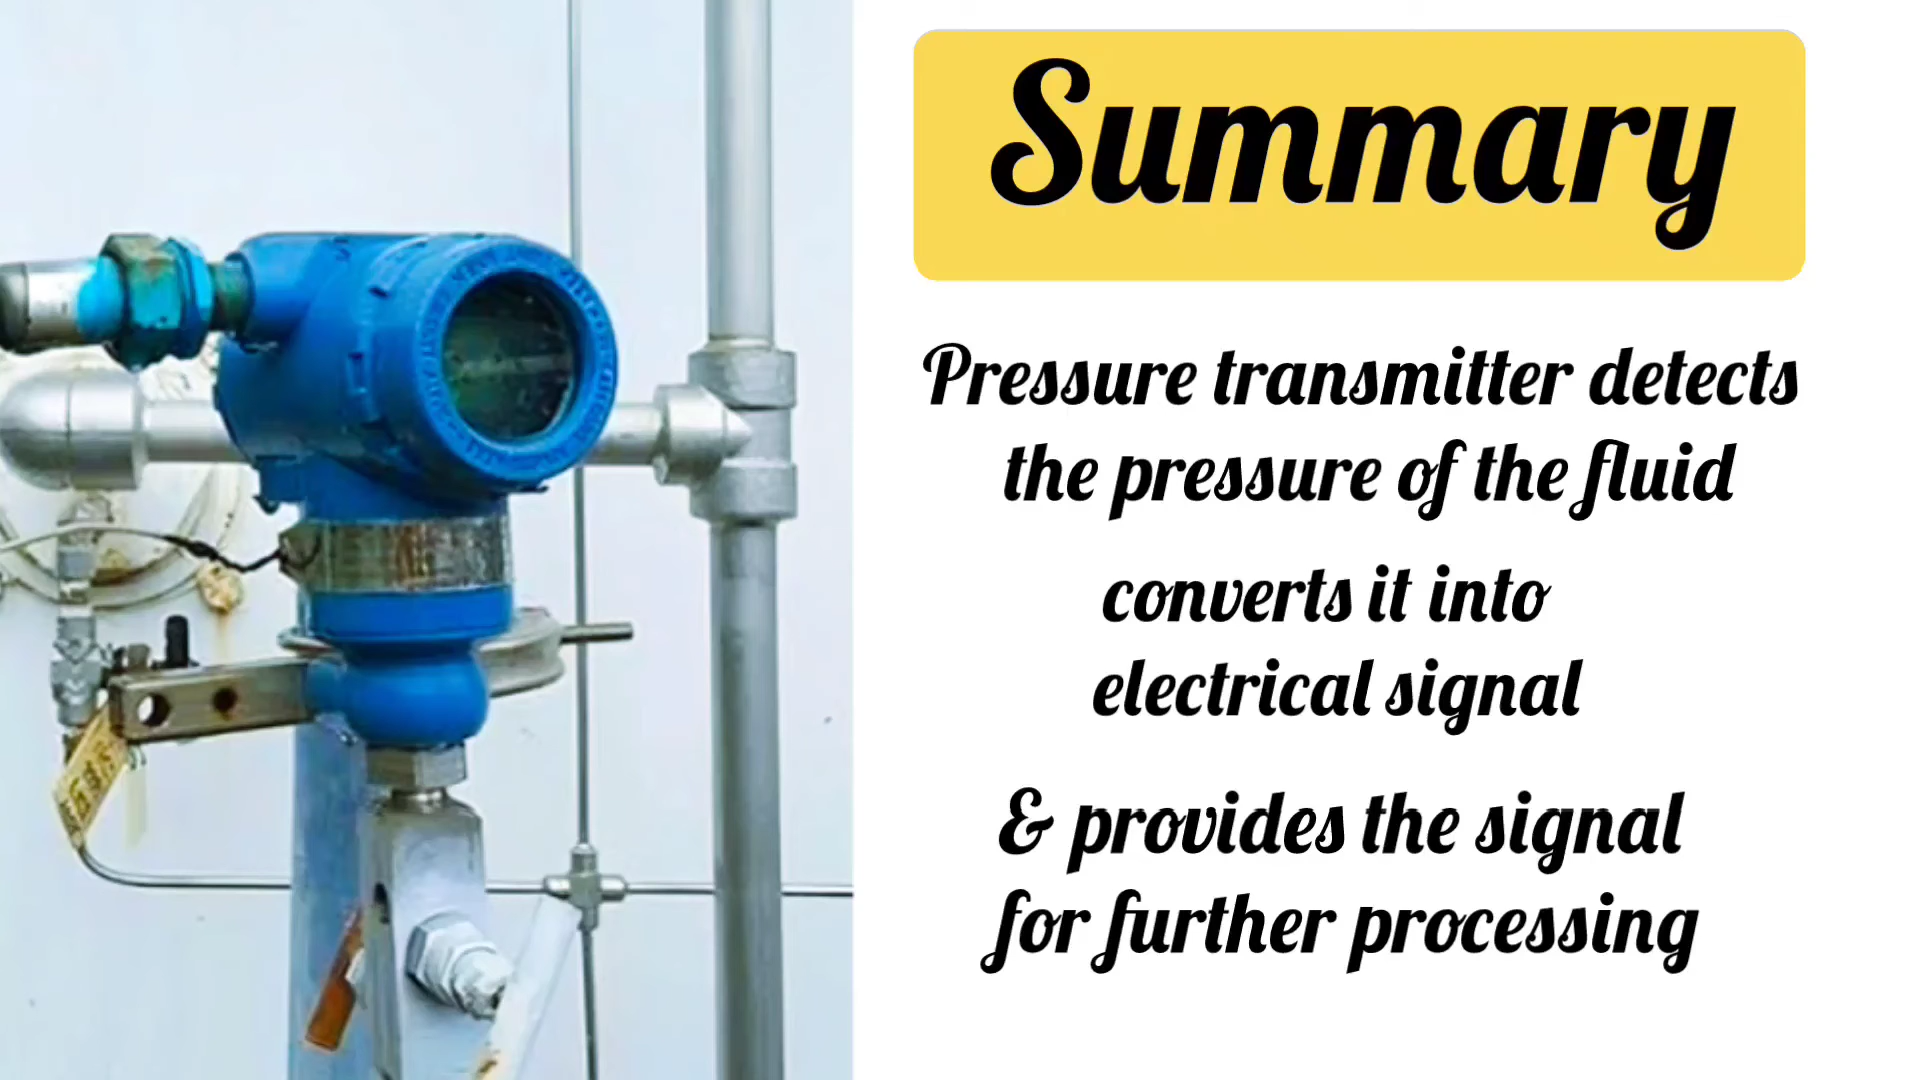 Summary
Pressure transmitter detects
the pressure of the fluid
converts it into
electrical signal
& provides the signal
for further processing